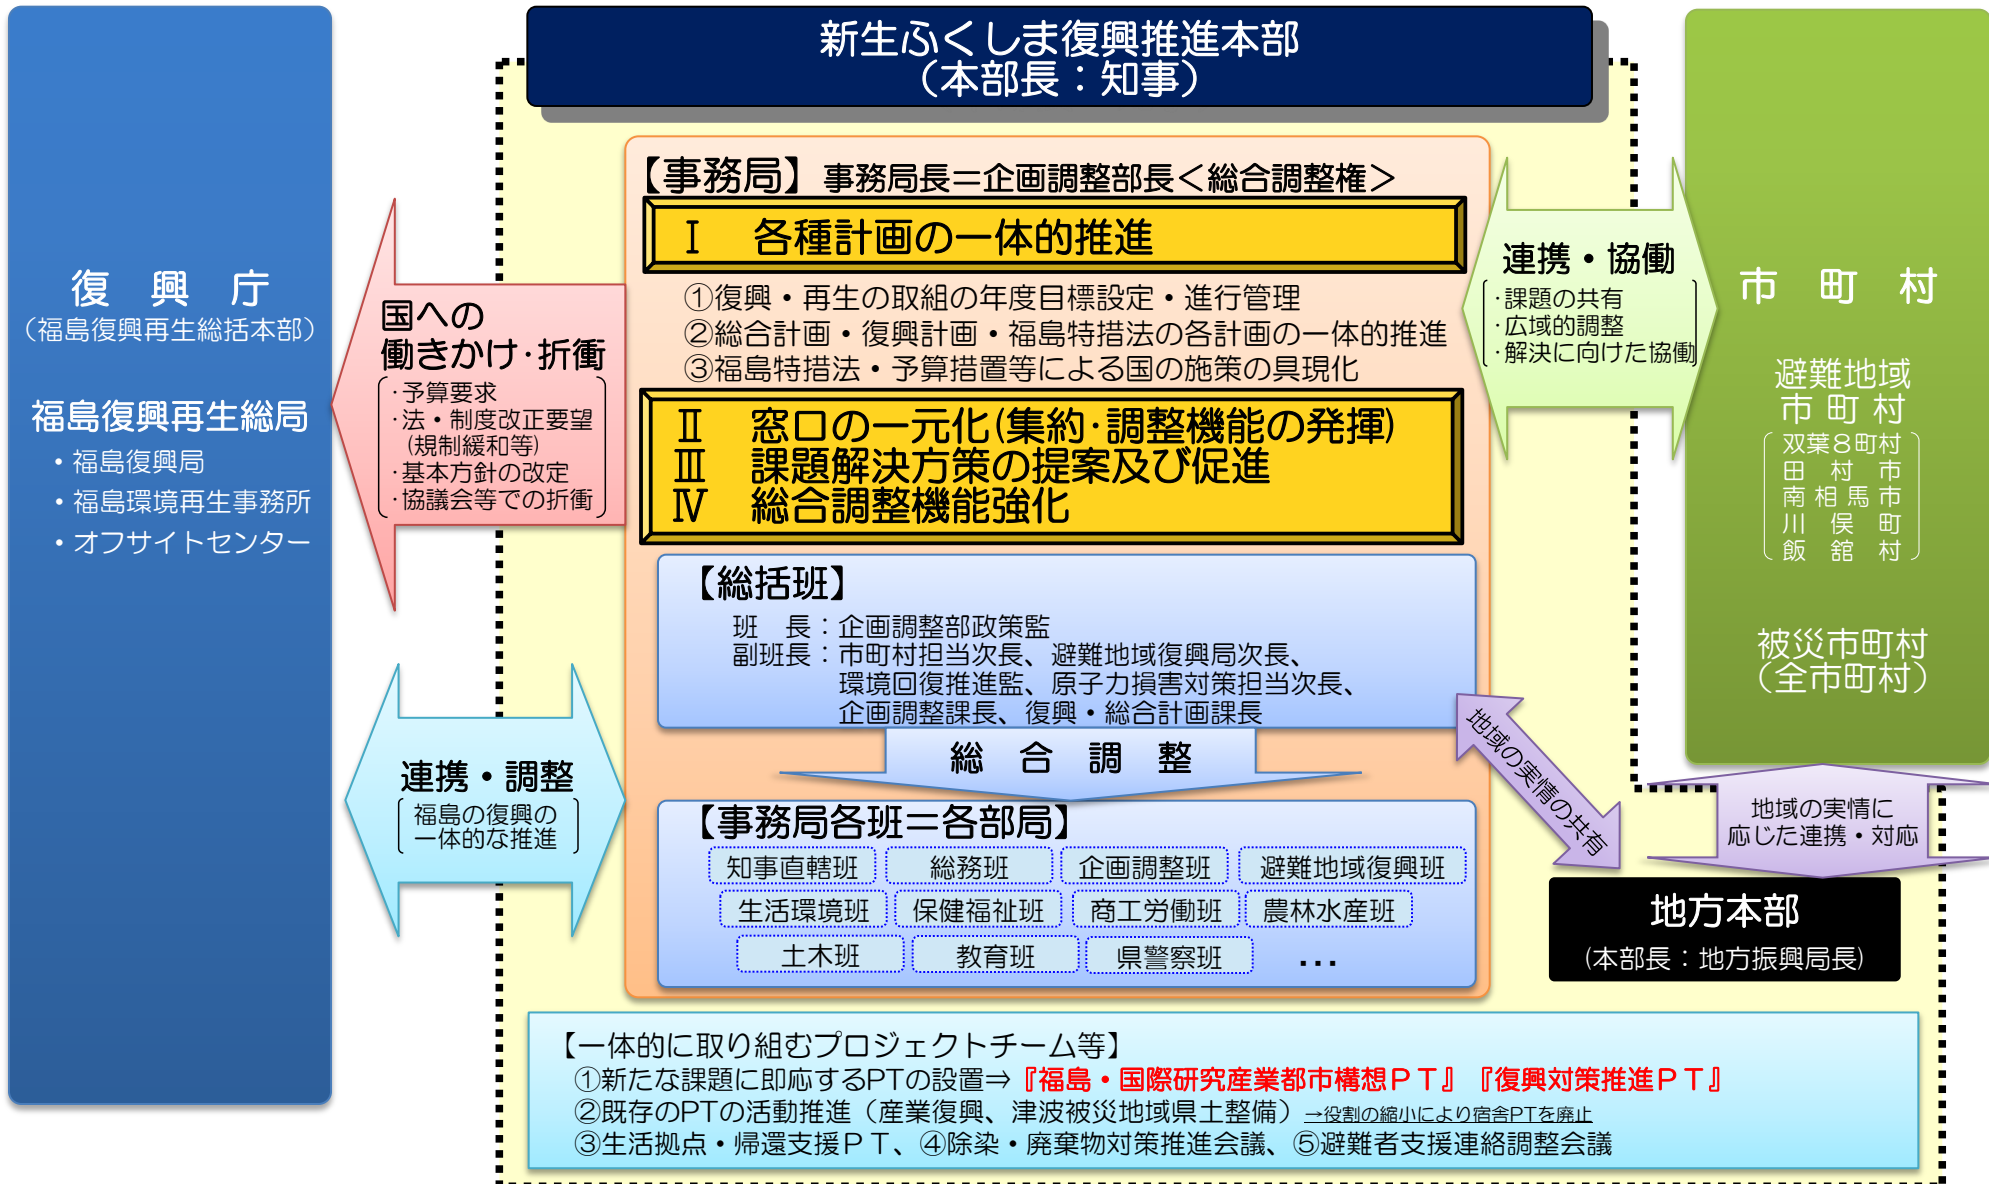 新生ふくしま復興推進本部
（本部長：知事）
復　興　庁
（福島復興再生総括本部）
福島復興再生総局
・福島復興局
・福島環境再生事務所
・オフサイトセンター
国への
働きかけ・折衝
・予算要求
・法・制度改正要望
（規制緩和等）
・基本方針の改定
・協議会等での折衝
連携・調整
福島の復興の
一体的な推進
【事務局】事務局長＝企画調整部長＜総合調整権＞
Ⅰ　各種計画の一体的推進
①復興・再生の取組の年度目標設定・進行管理
②総合計画・復興計画・福島特措法の各計画の一体的推進
③福島特措法・予算措置等による国の施策の具現化
Ⅱ　窓口の一元化(集約・調整機能の発揮)
Ⅲ　課題解決方策の提案及び促進
Ⅳ　総合調整機能強化
【総括班】
班　長：企画調整部政策監
副班長：市町村担当次長、避難地域復興局次長、
環境回復推進監、原子力損害対策担当次長、
企画調整課長、復興・総合計画課長
総　合　調　整
【事務局各班＝各部局】
知事直轄班　総務班　企画調整班　避難地域復興班
生活環境班　保健福祉班　商工労働班　農林水産班
土木班　教育班　県警察班　…
連携・協働
・課題の共有
・広域的調整
・解決に向けた協働
市　町　村
避難地域
市 町 村
双葉８町村
田　村　市
南 相 馬 市
川　俣　町
飯　舘　村
被災市町村
（全市町村）
地域の実情の共有
地域の実情に
応じた連携・対応
地方本部
(本部長：地方振興局長)
【一体的に取り組むプロジェクトチーム等】
①新たな課題に即応するPTの設置⇒『福島・国際研究産業都市構想ＰＴ』『復興対策推進ＰＴ』
②既存のPTの活動推進（産業復興、津波被災地域県土整備）→役割の縮小により宿舎PTを廃止
③生活拠点・帰還支援ＰＴ、④除染・廃棄物対策推進会議、⑤避難者支援連絡調整会議